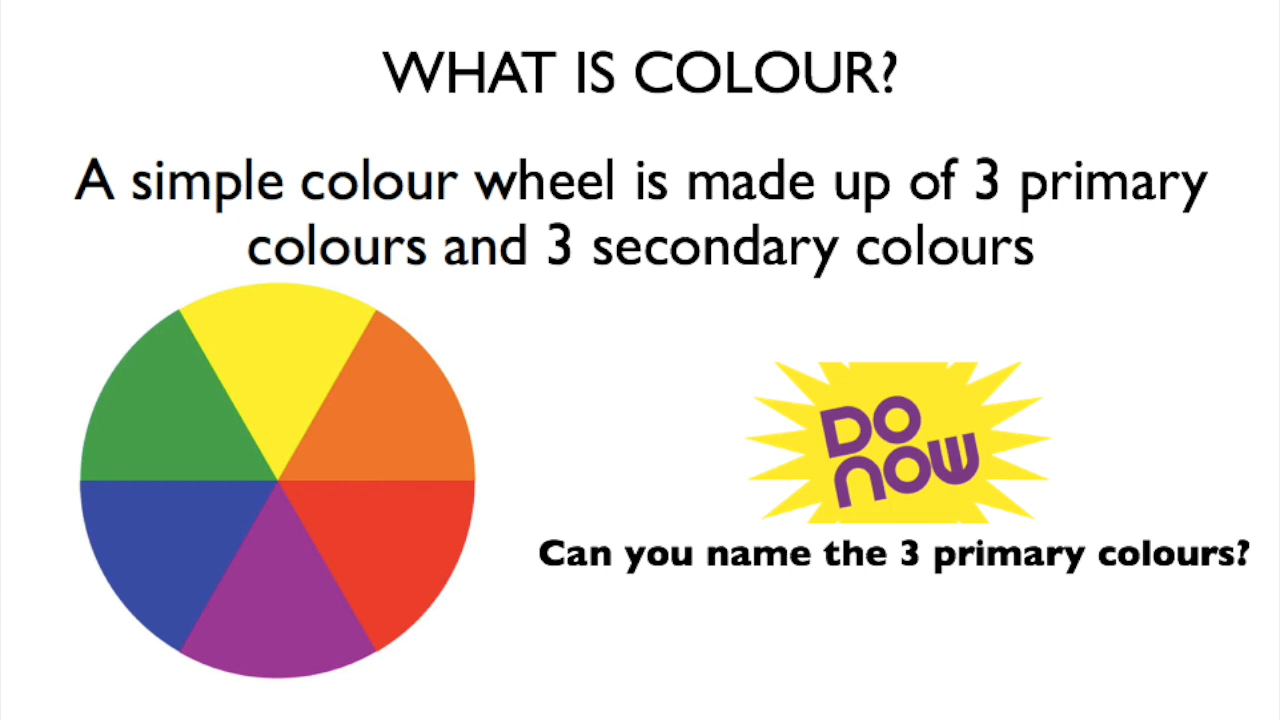 WHAT IS COLOUR?
A simple colour wheel is made up of 3 primary
colours and 3 secondary colours
DO
NOW
Can you name the 3 primary colours?